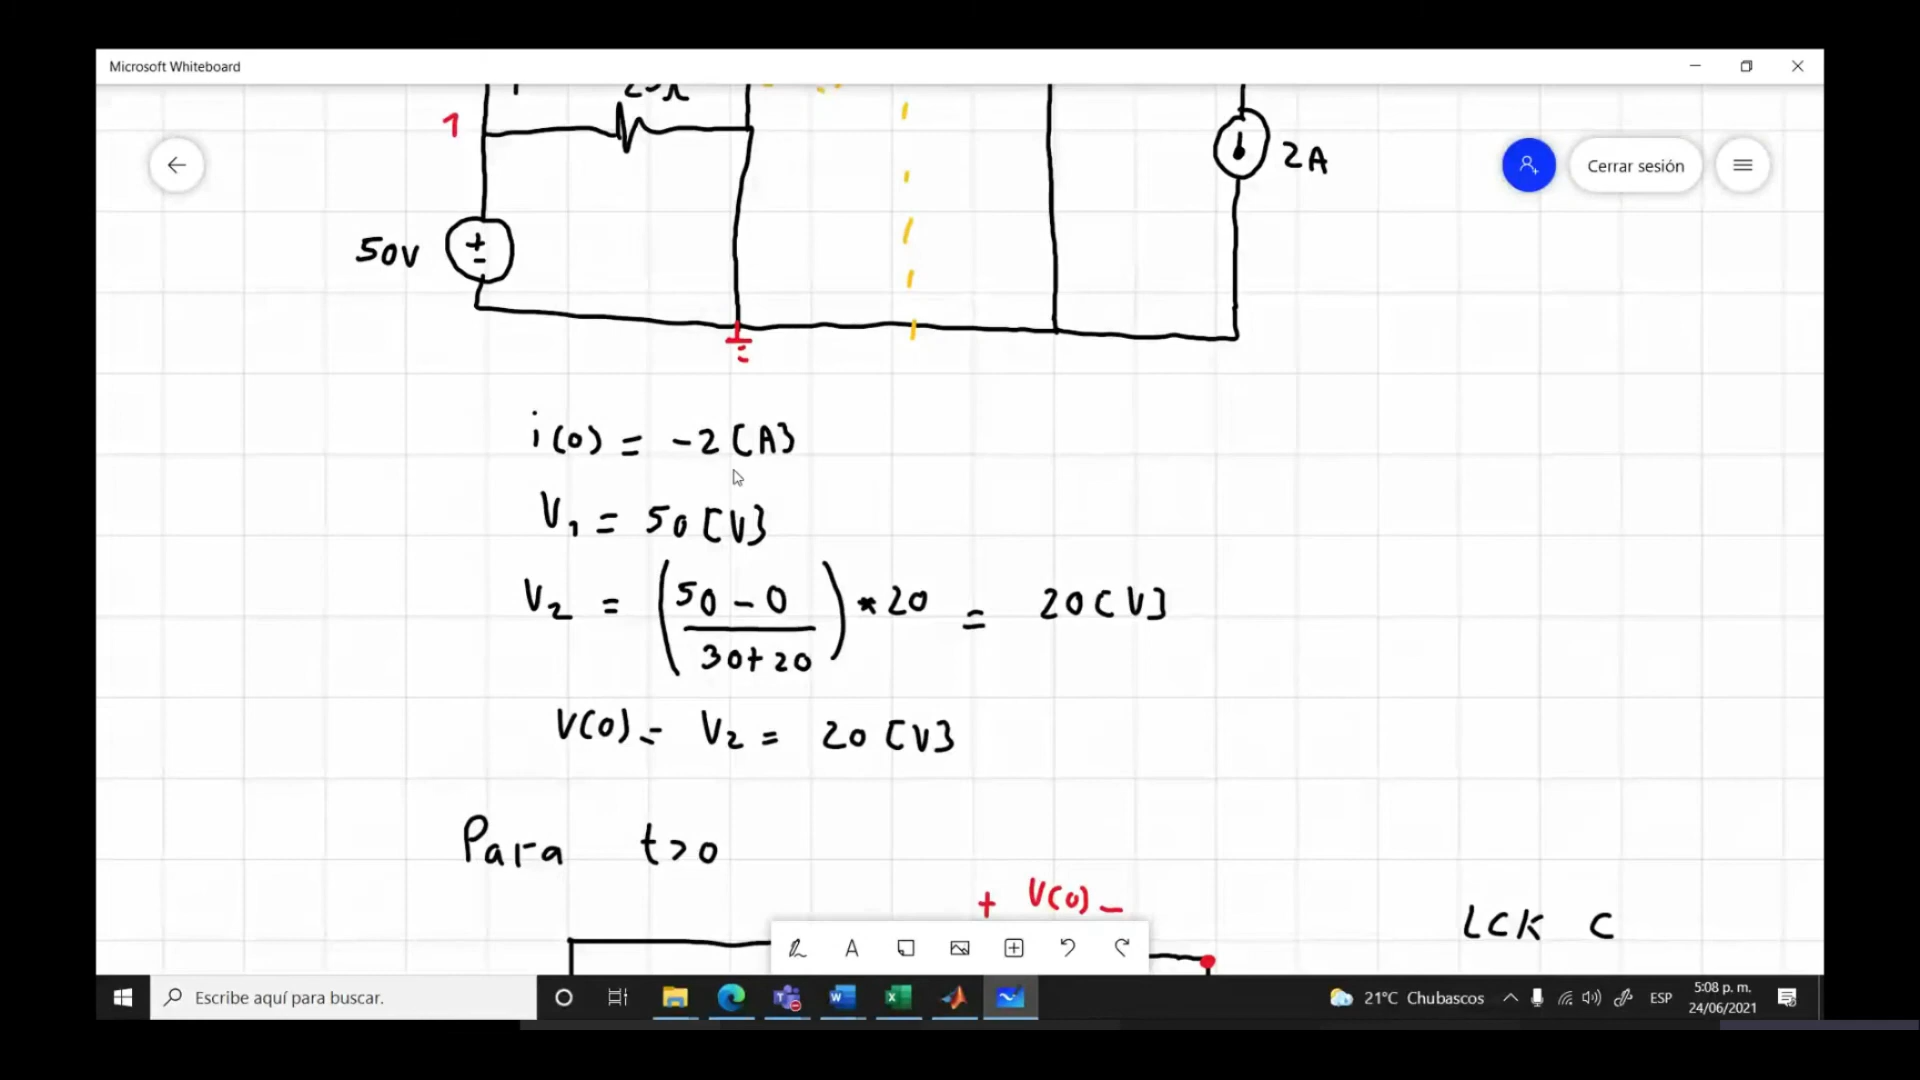 Microsoft Whiteboard
1
50V
2A
Cerrar sesión
i(0) = -2[A]
V₁ = 50[V]
V₂ = (50 - 0 / 30+20) * 20 = 20[V]
V(0) = V₂ = 20[V]
Para t>0
+ V(0) -
LCK C
Escribe aquí para buscar.
21°C Chubascos
ESP
5:08 p. m.
24/06/2021